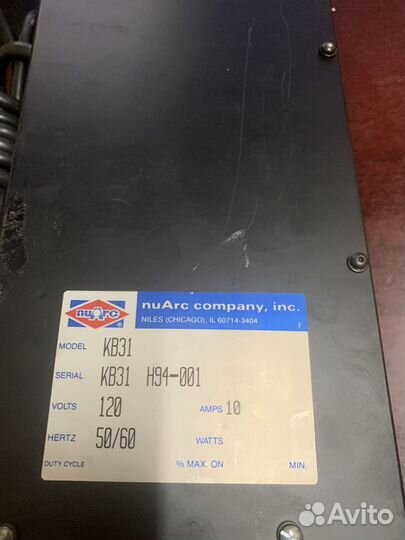 nuArc ® nuArc company, inc.
NILES (CHICAGO), IL 60714-3404 F
MODEL KB31
SERIAL KB31 H94-001
VOLTS 120 AMPS 10
HERTZ 50/60 WATTS
DUTY CYCLE % MAX. ON MIN.
Avito